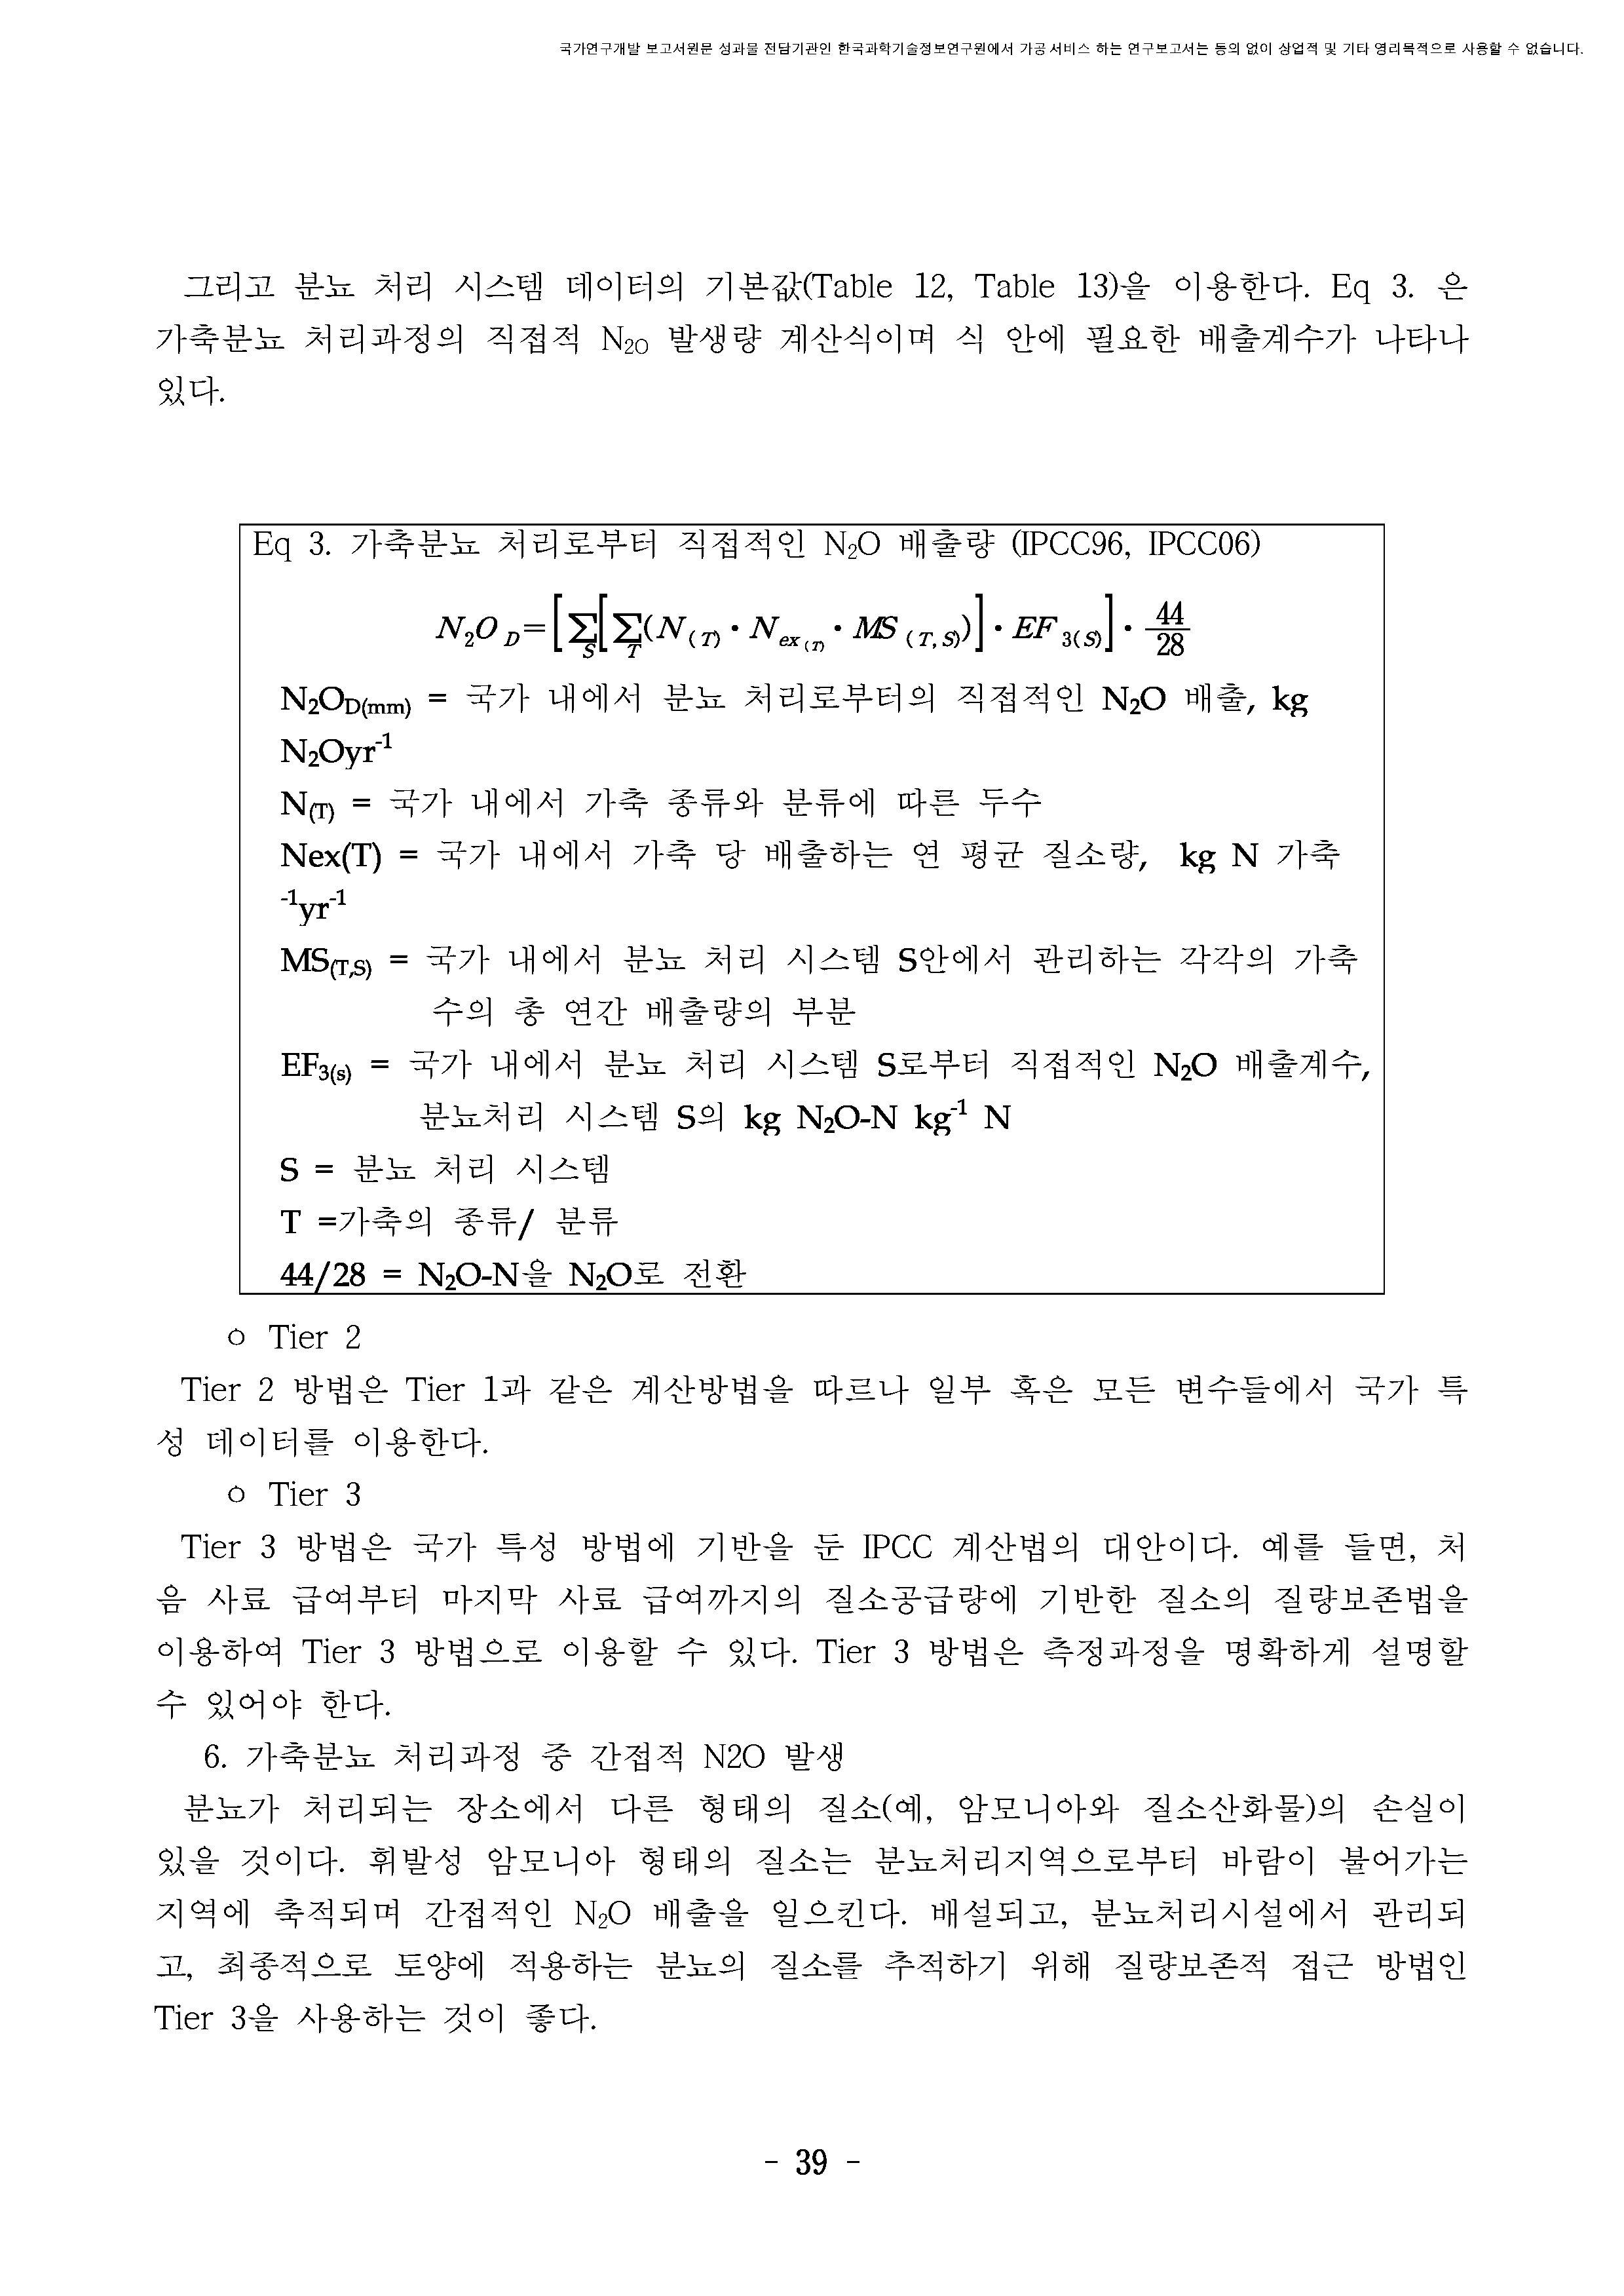 국가연구개발 보고서원문 성과물 전담기관인 한국과학기술정보연구원에서 가공·서비스 하는 연구보고서는 동의 없이 상업적 및 기타 영리목적으로 사용할 수 없습니다.
그리고 분뇨 처리 시스템 데이터의 기본값(Table 12, Table 13)을 이용한다. Eq 3. 은
가축분뇨 처리과정의 직접적 N₂₀ 발생량 계산식이며 식 안에 필요한 배출계수가 나타나
있다.
Eq 3. 가축분뇨 처리로부터 직접적인 N₂O 배출량 (IPCC96, IPCC06)
N₂O_D=[∑_S[∑_T(N_(T)·N_ex(T)·MS_(T,S))]·EF_3(S)]·44/28
N₂O_D(mm) = 국가 내에서 분뇨 처리로부터의 직접적인 N₂O 배출, kg
N₂Oyr⁻¹
N_(T) = 국가 내에서 가축 종류와 분류에 따른 두수
Nex(T) = 국가 내에서 가축 당 배출하는 연 평균 질소량, kg N 가축
⁻¹yr⁻¹
MS_(T,S) = 국가 내에서 분뇨 처리 시스템 S안에서 관리하는 각각의 가축
수의 총 연간 배출량의 부분
EF_3(s) = 국가 내에서 분뇨 처리 시스템 S로부터 직접적인 N₂O 배출계수,
분뇨처리 시스템 S의 kg N₂O-N kg⁻¹ N
S = 분뇨 처리 시스템
T =가축의 종류/ 분류
44/28 = N₂O-N을 N₂O로 전환
ㅇ Tier 2
Tier 2 방법은 Tier 1과 같은 계산방법을 따르나 일부 혹은 모든 변수들에서 국가 특
성 데이터를 이용한다.
ㅇ Tier 3
Tier 3 방법은 국가 특성 방법에 기반을 둔 IPCC 계산법의 대안이다. 예를 들면, 처
음 사료 급여부터 마지막 사료 급여까지의 질소공급량에 기반한 질소의 질량보존법을
이용하여 Tier 3 방법으로 이용할 수 있다. Tier 3 방법은 측정과정을 명확하게 설명할
수 있어야 한다.
6. 가축분뇨 처리과정 중 간접적 N2O 발생
분뇨가 처리되는 장소에서 다른 형태의 질소(예, 암모니아와 질소산화물)의 손실이
있을 것이다. 휘발성 암모니아 형태의 질소는 분뇨처리지역으로부터 바람이 불어가는
지역에 축적되며 간접적인 N₂O 배출을 일으킨다. 배설되고, 분뇨처리시설에서 관리되
고, 최종적으로 토양에 적용하는 분뇨의 질소를 추적하기 위해 질량보존적 접근 방법인
Tier 3을 사용하는 것이 좋다.
- 39 -